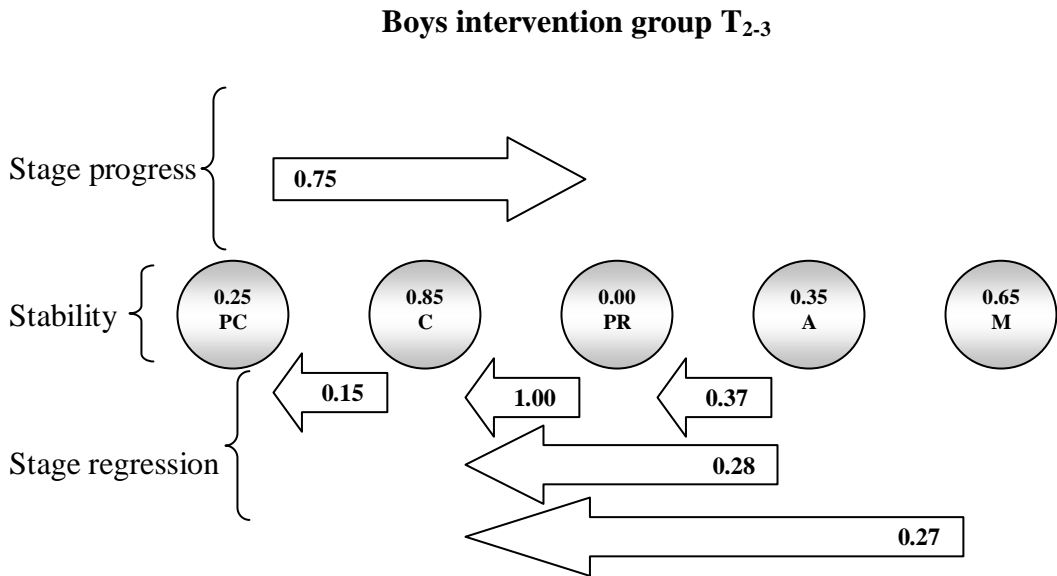 Boys intervention group T2-3
Stage progress
0.75
Stability
0.25
PC
0.85
C
0.00
PR
0.35
A
0.65
M
Stage regression
0.15
1.00
0.37
0.28
0.27